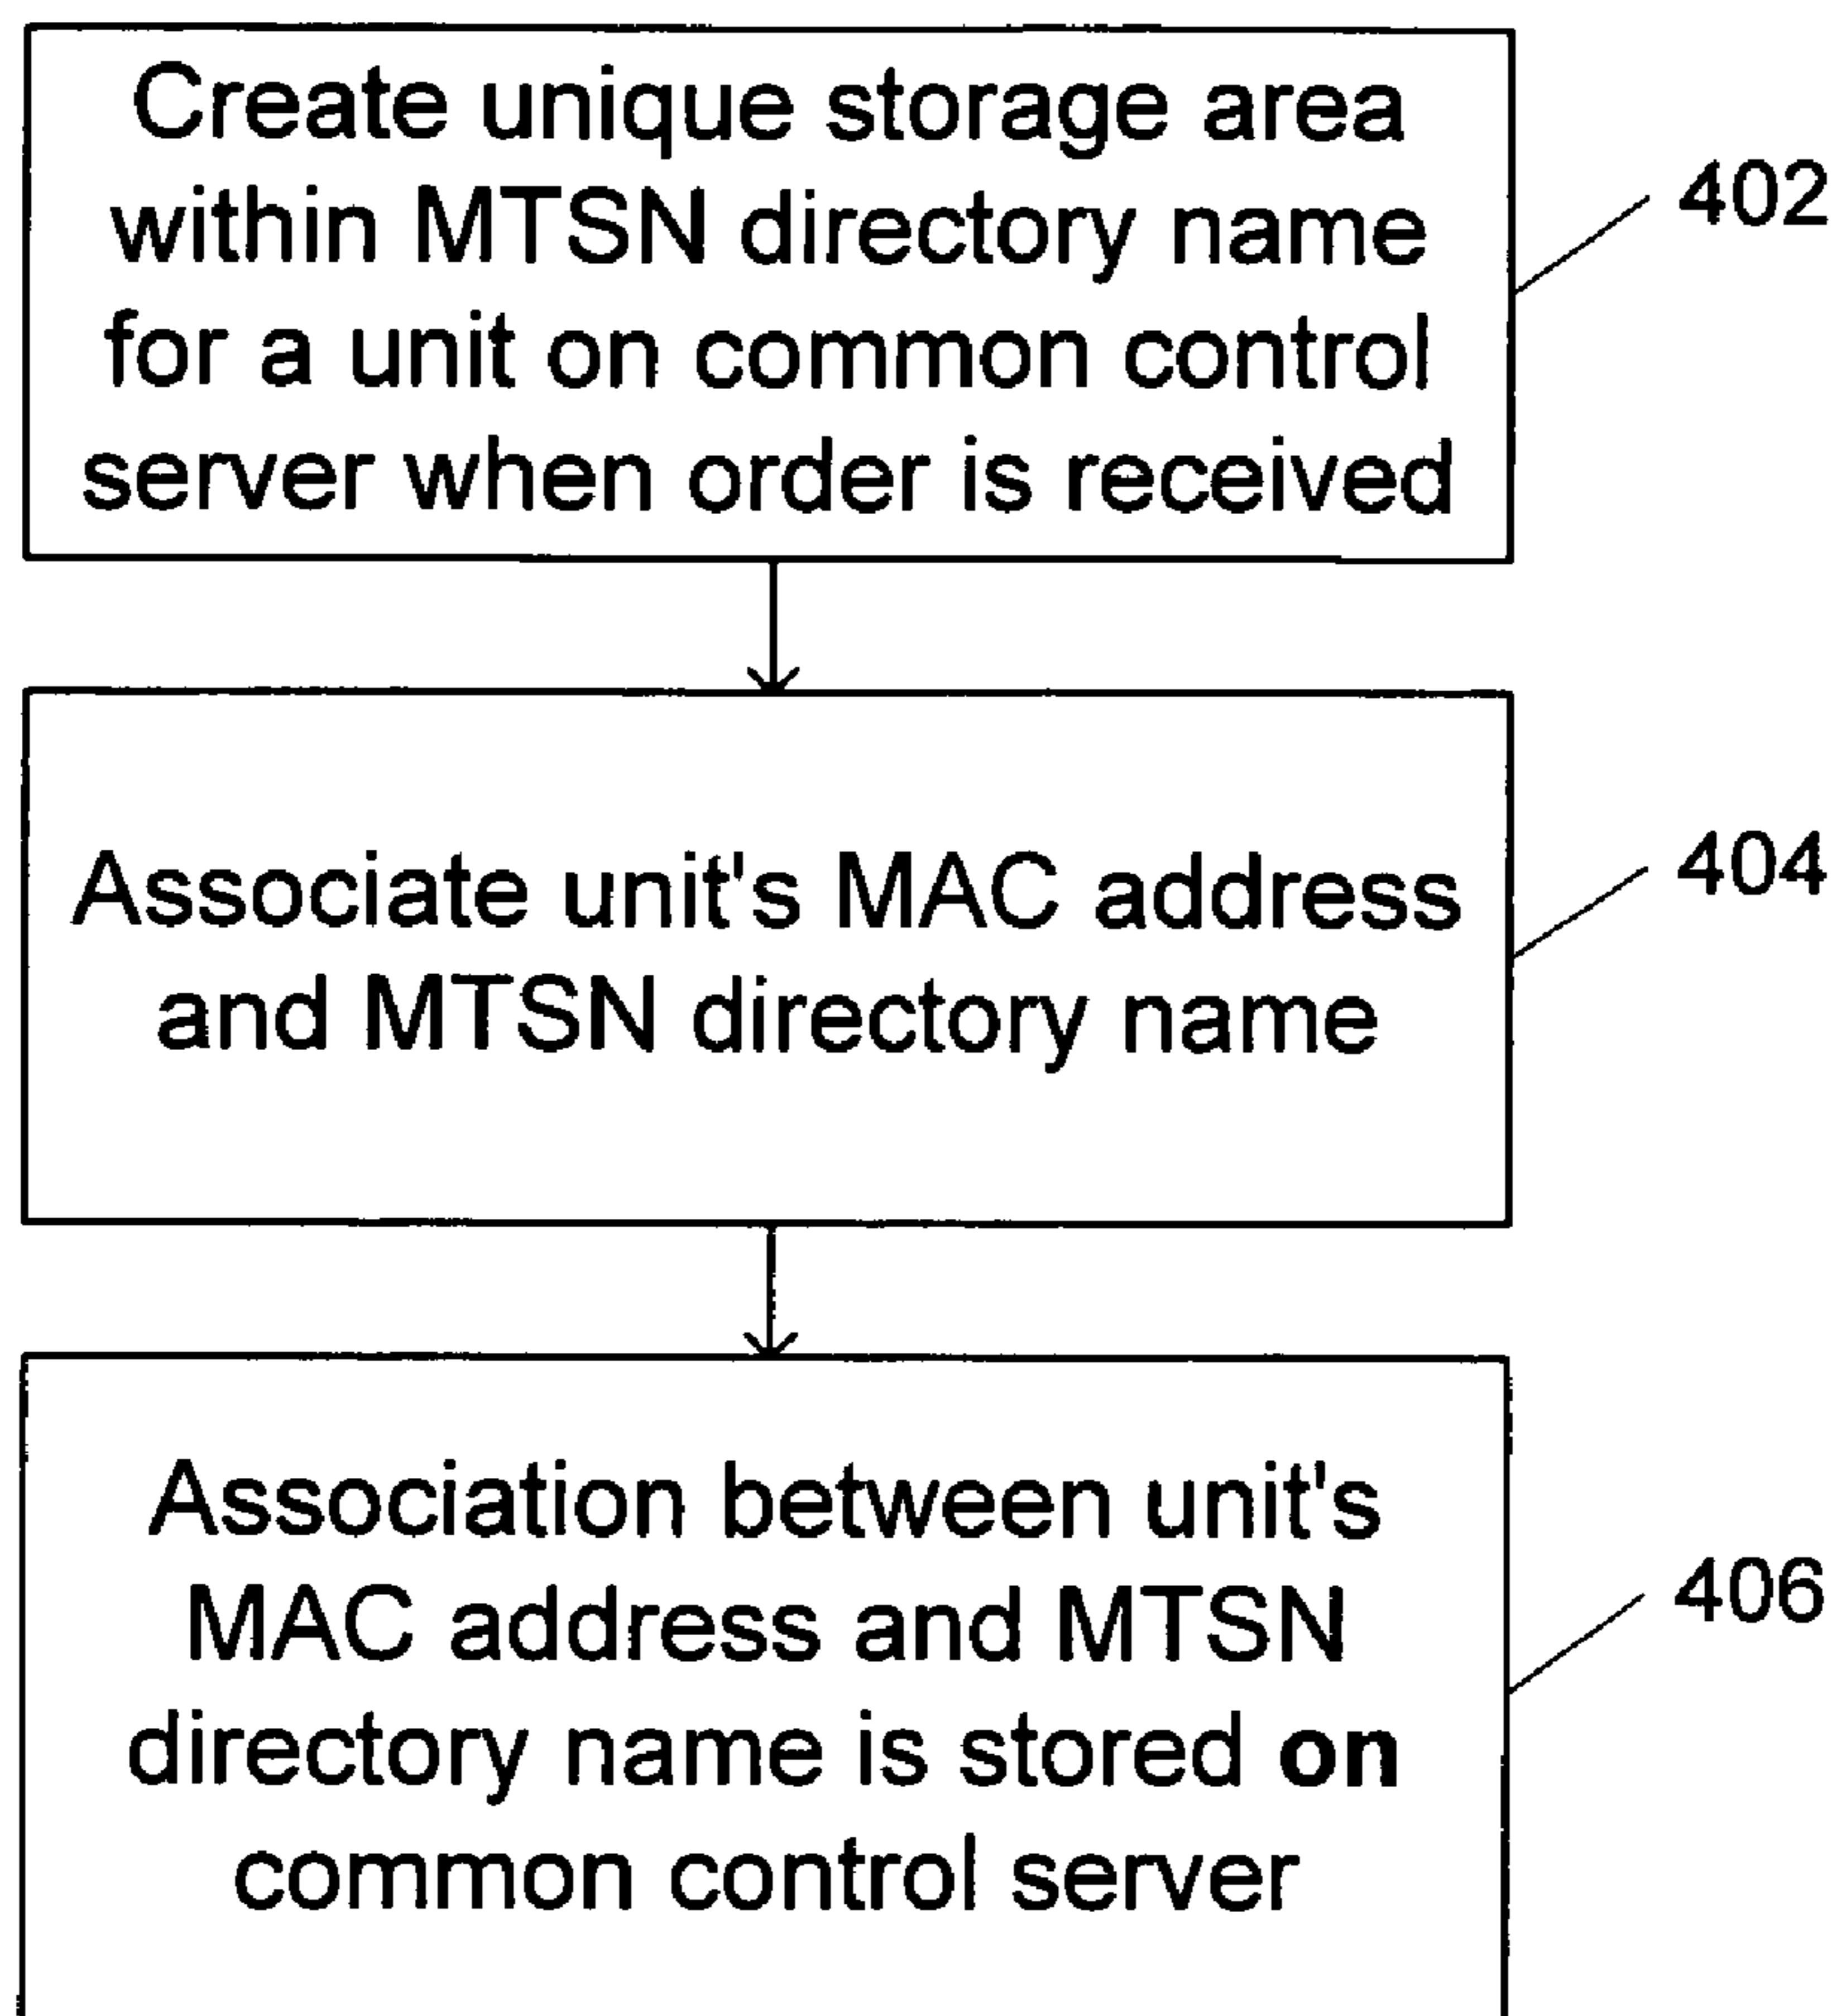 Create unique storage area
within MTSN directory name
for a unit on common control
server when order is received
402
Associate unit's MAC address
and MTSN directory name
404
Association between unit's
MAC address and MTSN
directory name is stored on
common control server
406